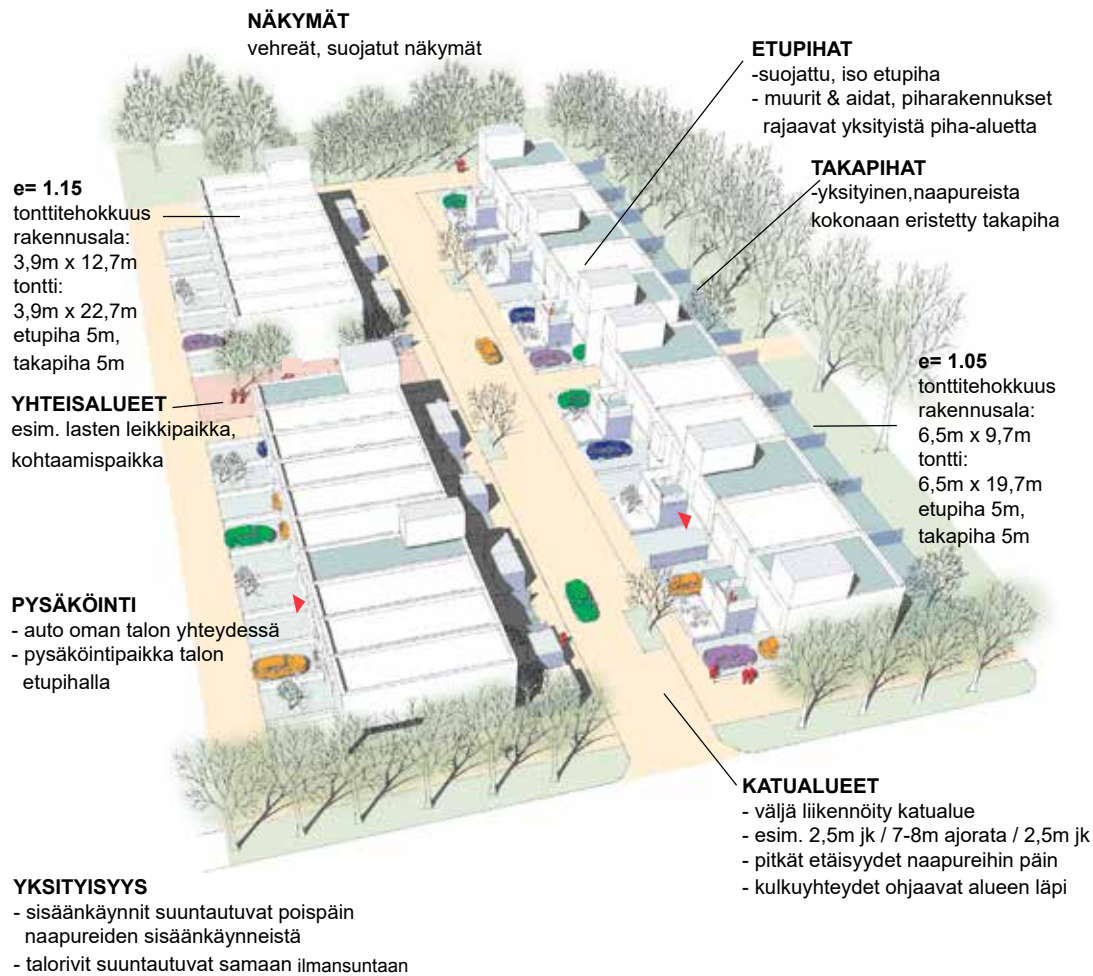 NÄKYMÄT
vehreät, suojatut näkymät
ETUPIHAT
-suojattu, iso etupiha
- muurit & aidat, piharakennukset
rajaavat yksityistä piha-aluetta
TAKAPIHAT
-yksityinen,naapureista
kokonaan eristetty takapiha
e= 1.15
tonttitehokkuus
rakennusala:
3,9m x 12,7m
tontti:
3,9m x 22,7m
etupiha 5m,
takapiha 5m
YHTEISALUEET
esim. lasten leikkipaikka,
kohtaamispaikka
e= 1.05
tonttitehokkuus
rakennusala:
6,5m x 9,7m
tontti:
6,5m x 19,7m
etupiha 5m,
takapiha 5m
PYSÄKÖINTI
- auto oman talon yhteydessä
- pysäköintipaikka talon
etupihalla
KATUALUEET
- väljä liikennöity katualue
- esim. 2,5m jk / 7-8m ajorata / 2,5m jk
- pitkät etäisyydet naapureihin päin
- kulkuyhteydet ohjaavat alueen läpi
YKSITYISYYS
- sisäänkäynnit suuntautuvat poispäin
naapureiden sisäänkäynneistä
- talorivit suuntautuvat samaan ilmansuntaan